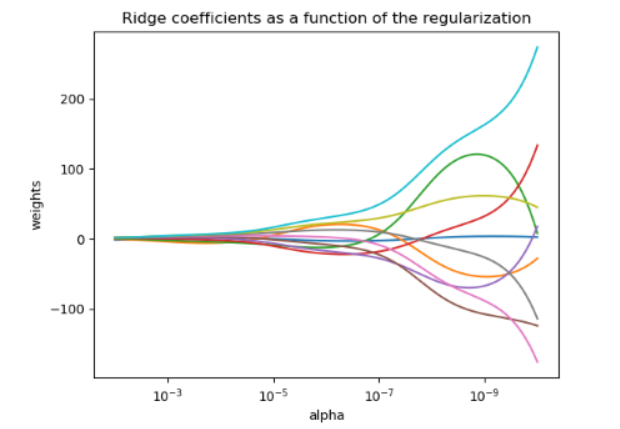 Ridge coefficients as a function of the regularization
200
100
0
−100
weights
10⁻³ 10⁻⁵ 10⁻⁷ 10⁻⁹
alpha